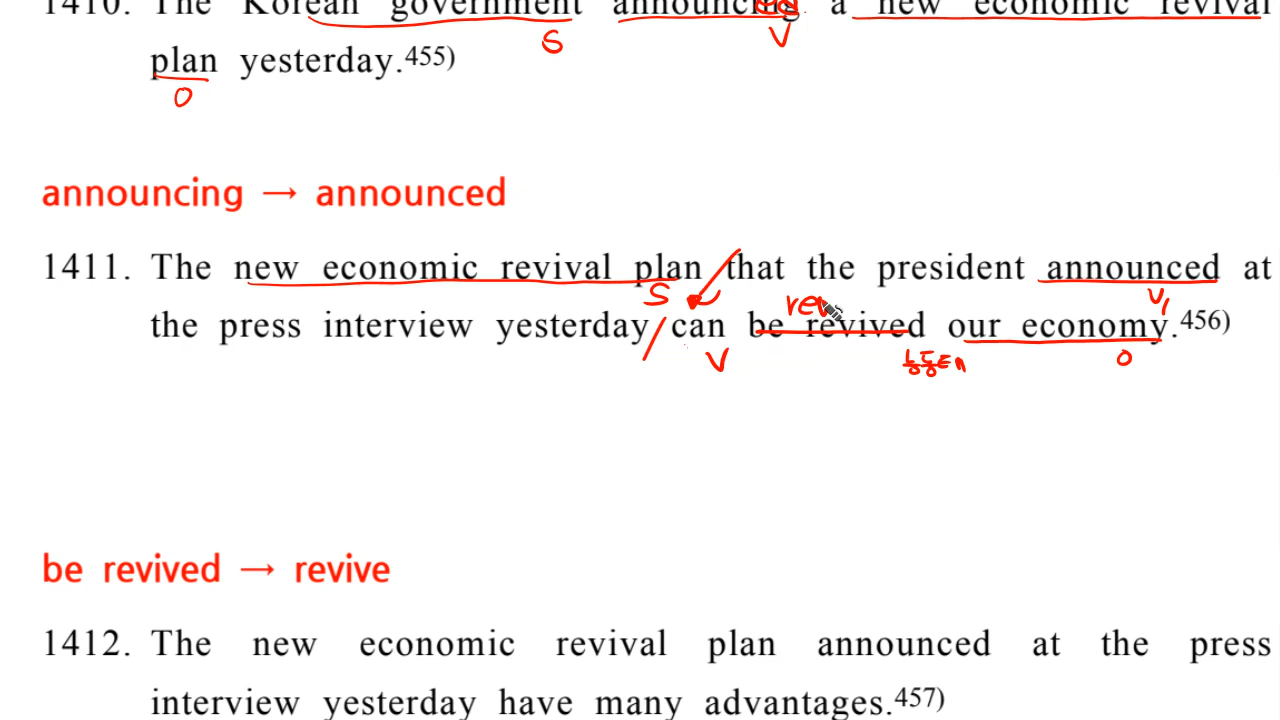 1410. The Korean government announcing a new economic revival
S V
plan yesterday.455)
O
announcing → announced
1411. The new economic revival plan that the president announced at
S V1
rev
the press interview yesterday / can be revived our economy.456)
V O
be revived → revive
1412. The new economic revival plan announced at the press
interview yesterday have many advantages.457)